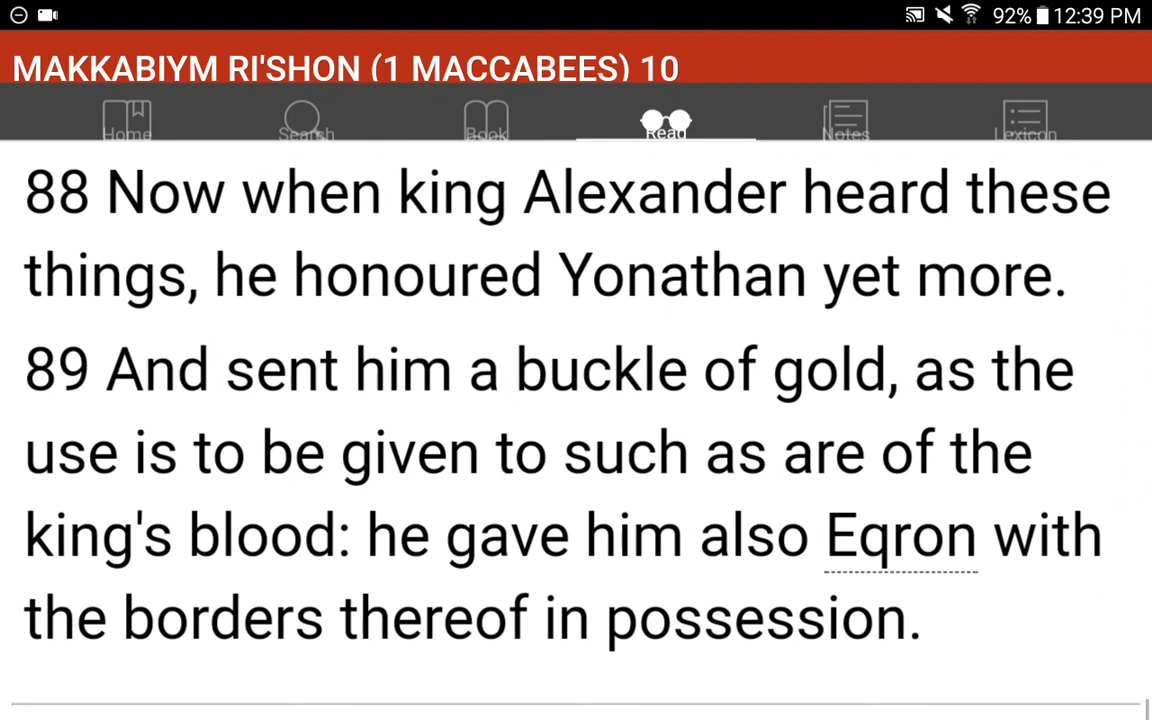 92% 12:39 PM
MAKKABIYM RI'SHON (1 MACCABEES) 10
Home Search Book Read Notes Lexicon
88 Now when king Alexander heard these
things, he honoured Yonathan yet more.
89 And sent him a buckle of gold, as the
use is to be given to such as are of the
king's blood: he gave him also Eqron with
the borders thereof in possession.